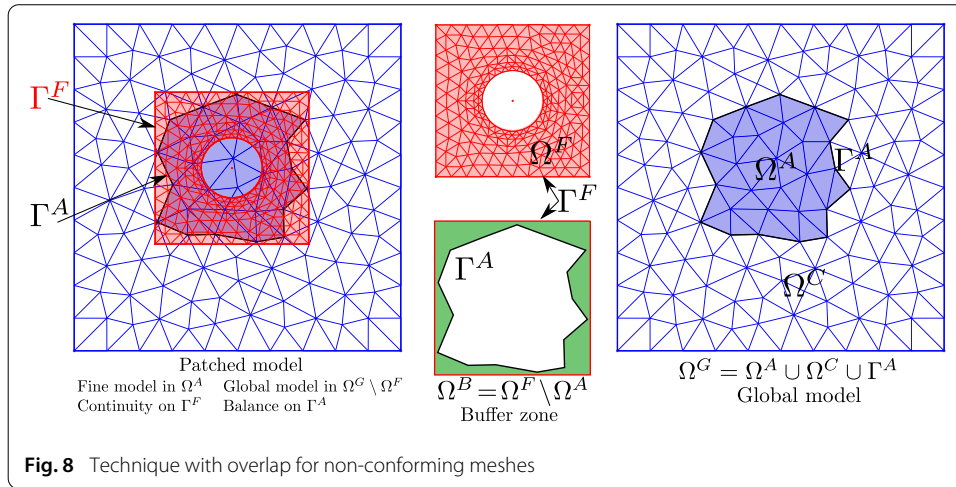 Γ^F
Γ^A
Patched model
Fine model in Ω^A Global model in Ω^G \ Ω^F
Continuity on Γ^F Balance on Γ^A
Ω^F
Γ^F
Γ^A
Ω^B = Ω^F \ Ω^A
Buffer zone
Ω^A
Γ^A
Ω^C
Ω^G = Ω^A ∪ Ω^C ∪ Γ^A
Global model
Fig. 8 Technique with overlap for non-conforming meshes